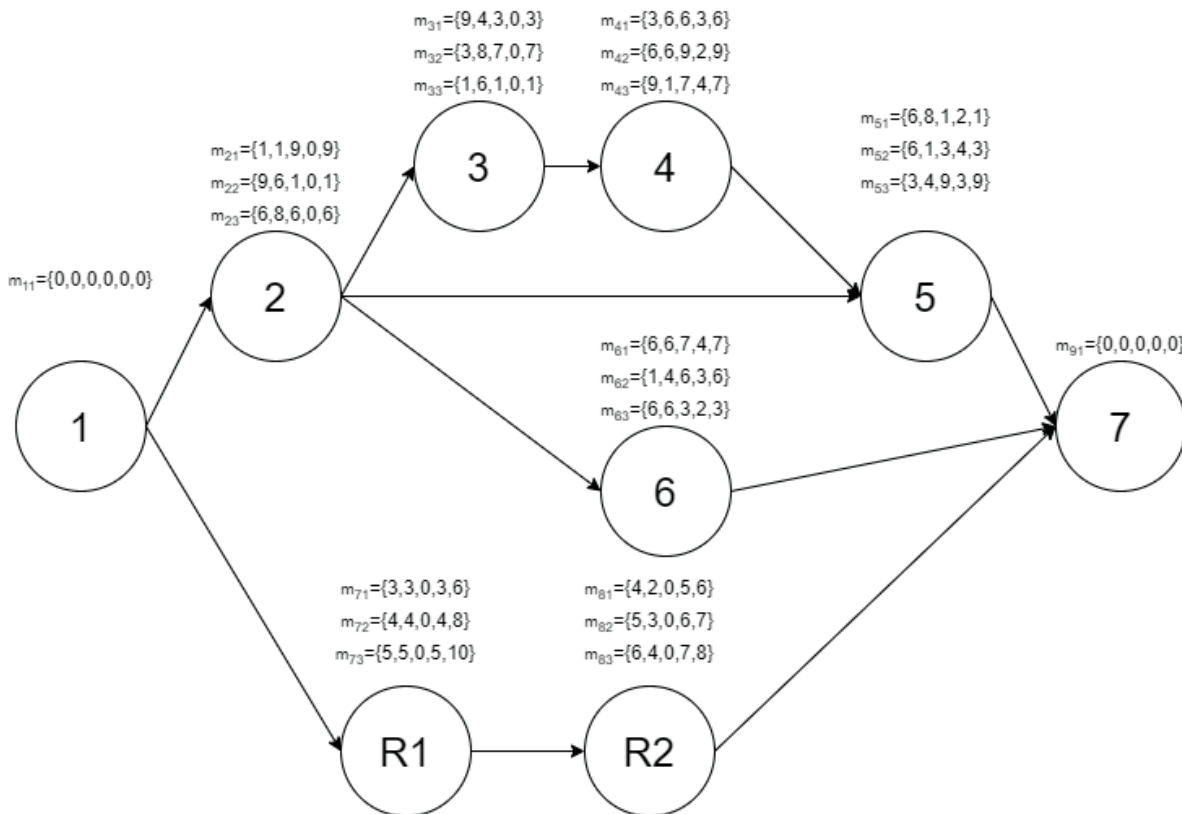 m31={9,4,3,0,3}
m32={3,8,7,0,7}
m33={1,6,1,0,1}
m41={3,6,6,3,6}
m42={6,6,9,2,9}
m43={9,1,7,4,7}
3
4
m51={6,8,1,2,1}
m52={6,1,3,4,3}
m53={3,4,9,3,9}
m21={1,1,9,0,9}
m22={9,6,1,0,1}
m23={6,8,6,0,6}
m11={0,0,0,0,0,0}
2
5
m61={6,6,7,4,7}
m62={1,4,6,3,6}
m63={6,6,3,2,3}
m91={0,0,0,0,0}
1
7
6
m71={3,3,0,3,6}
m72={4,4,0,4,8}
m73={5,5,0,5,10}
m81={4,2,0,5,6}
m82={5,3,0,6,7}
m83={6,4,0,7,8}
R1
R2